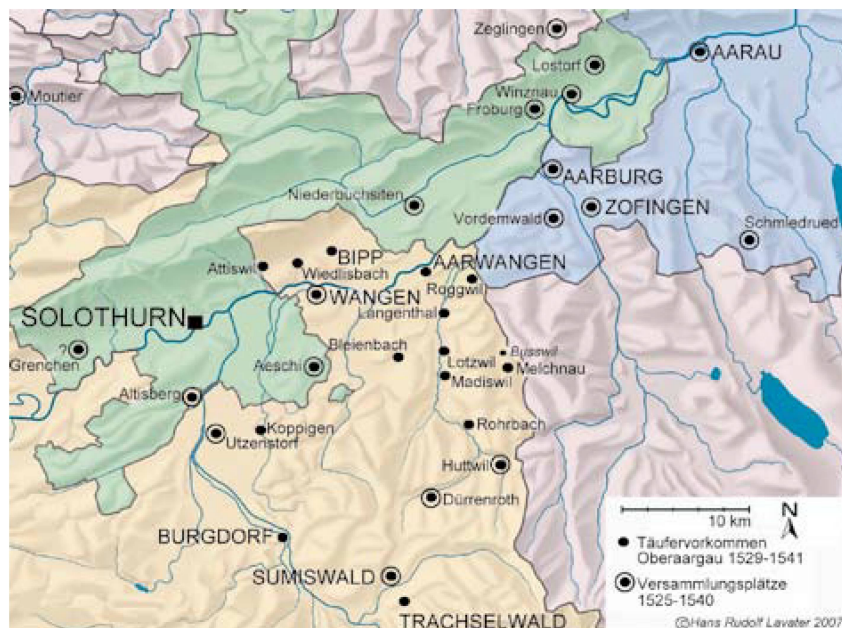 Zeglingen
Lostorf
AARAU
Moutier
Winznau
Froburg
AARBURG
Niederbuchsiten
ZOFINGEN
Vordemwald
Schmiedrued
BIPP
Attiswil
Wiedlisbach
AARWANGEN
Roggwil
WANGEN
SOLOTHURN
Langenthal
Bleienbach
?
Grenchen
Aeschi
Lotzwil
Busswil
Melchnau
Madiswil
Altisberg
Utzenstorf
Koppigen
Rohrbach
Huttwil
Dürrenroth
BURGDORF
SUMISWALD
TRACHSELWALD
10 km
N
Täufervorkommen
Oberaargau 1529-1541
Versammlungsplätze
1525-1540
©Hans Rudolf Lavater 2007